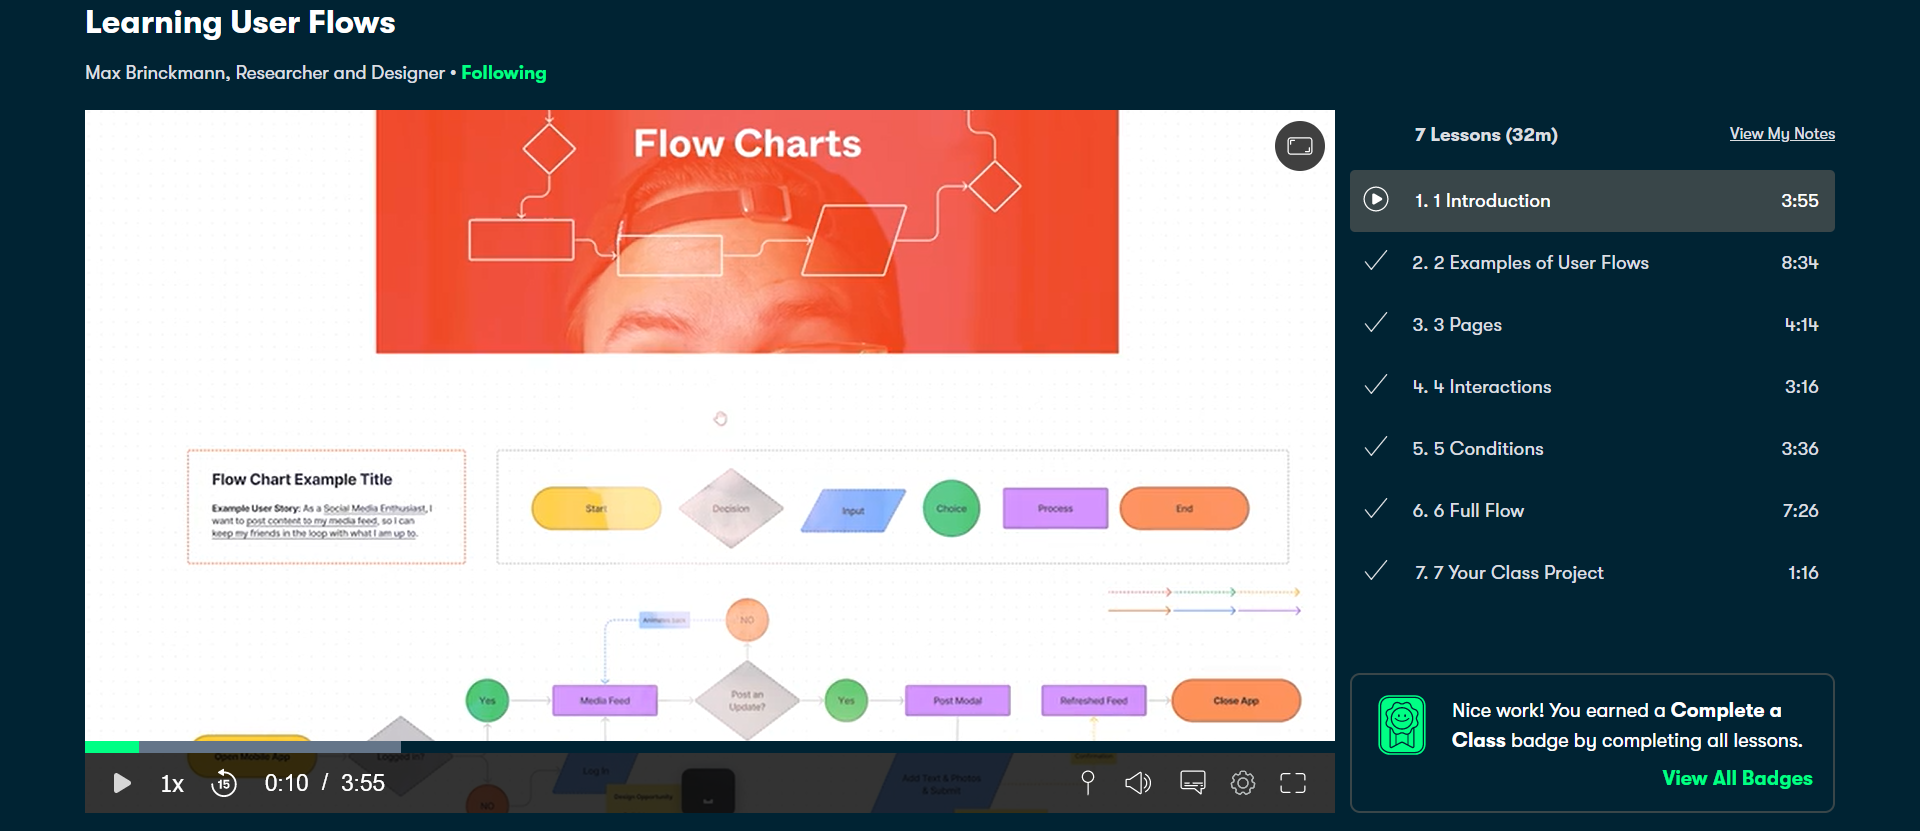 Learning User Flows
Max Brinckmann, Researcher and Designer • Following
Flow Charts
Flow Chart Example Title
Example User Story: As a Social Media Enthusiast, I
want to post content to my media feed, so I can
keep my friends in the loop with what I am up to.
Start
Decision
Input
Choice
Process
End
Animates back
NO
Yes
Media Feed
Post an
Update?
Yes
Post Modal
Refreshed Feed
Close App
Open Mobile App
Logged in?
Log In
Add Text & Photos
& Submit
Confirmation
NO
Design Opportunity
1x
15
0:10 / 3:55
7 Lessons (32m)
View My Notes
1. 1 Introduction 3:55
2. 2 Examples of User Flows 8:34
3. 3 Pages 4:14
4. 4 Interactions 3:16
5. 5 Conditions 3:36
6. 6 Full Flow 7:26
7. 7 Your Class Project 1:16
Nice work! You earned a Complete a
Class badge by completing all lessons.
View All Badges